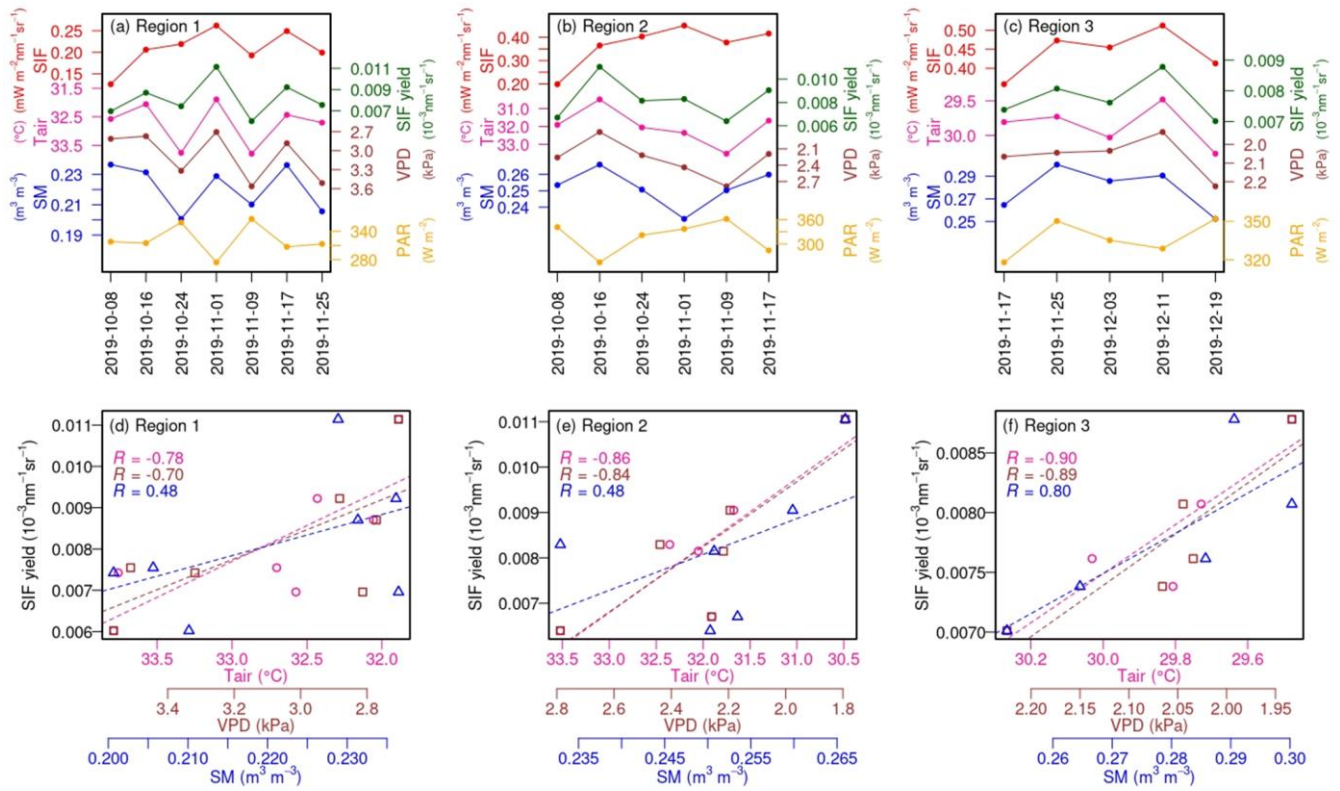 (a) Region 1
0.25
0.20
0.15
SIF
(mW m⁻²nm⁻¹sr⁻¹)
31.5
32.5
33.5
Tair
(°C)
0.23
0.21
0.19
SM
(m³ m⁻³)
0.011
0.009
0.007
SIF yield
(10⁻³nm⁻¹sr⁻¹)
2.7
3.0
3.3
3.6
VPD
(kPa)
340
280
PAR
(W m⁻²)
2019-10-08
2019-10-16
2019-10-24
2019-11-01
2019-11-09
2019-11-17
2019-11-25
(b) Region 2
0.40
0.30
0.20
SIF
(mW m⁻²nm⁻¹sr⁻¹)
31.0
32.0
33.0
Tair
(°C)
0.26
0.25
0.24
SM
(m³ m⁻³)
0.010
0.008
0.006
SIF yield
(10⁻³nm⁻¹sr⁻¹)
2.1
2.4
2.7
VPD
(kPa)
360
300
PAR
(W m⁻²)
2019-10-08
2019-10-16
2019-10-24
2019-11-01
2019-11-09
2019-11-17
(c) Region 3
0.50
0.45
0.40
SIF
(mW m⁻²nm⁻¹sr⁻¹)
29.5
30.0
Tair
(°C)
0.29
0.27
0.25
SM
(m³ m⁻³)
0.009
0.008
0.007
SIF yield
(10⁻³nm⁻¹sr⁻¹)
2.0
2.1
2.2
VPD
(kPa)
350
320
PAR
(W m⁻²)
2019-11-17
2019-11-25
2019-12-03
2019-12-11
2019-12-19
(d) Region 1
R = -0.78
R = -0.70
R = 0.48
SIF yield (10⁻³nm⁻¹sr⁻¹)
0.011
0.010
0.009
0.008
0.007
0.006
33.5 33.0 32.5 32.0
Tair (°C)
3.4 3.2 3.0 2.8
VPD (kPa)
0.200 0.210 0.220 0.230
SM (m³ m⁻³)
(e) Region 2
R = -0.86
R = -0.84
R = 0.48
SIF yield (10⁻³nm⁻¹sr⁻¹)
0.011
0.010
0.009
0.008
0.007
33.5 33.0 32.5 32.0 31.5 31.0 30.5
Tair (°C)
2.8 2.6 2.4 2.2 2.0 1.8
VPD (kPa)
0.235 0.245 0.255 0.265
SM (m³ m⁻³)
(f) Region 3
R = -0.90
R = -0.89
R = 0.80
SIF yield (10⁻³nm⁻¹sr⁻¹)
0.0085
0.0080
0.0075
0.0070
30.2 30.0 29.8 29.6
Tair (°C)
2.20 2.15 2.10 2.05 2.00 1.95
VPD (kPa)
0.26 0.27 0.28 0.29 0.30
SM (m³ m⁻³)